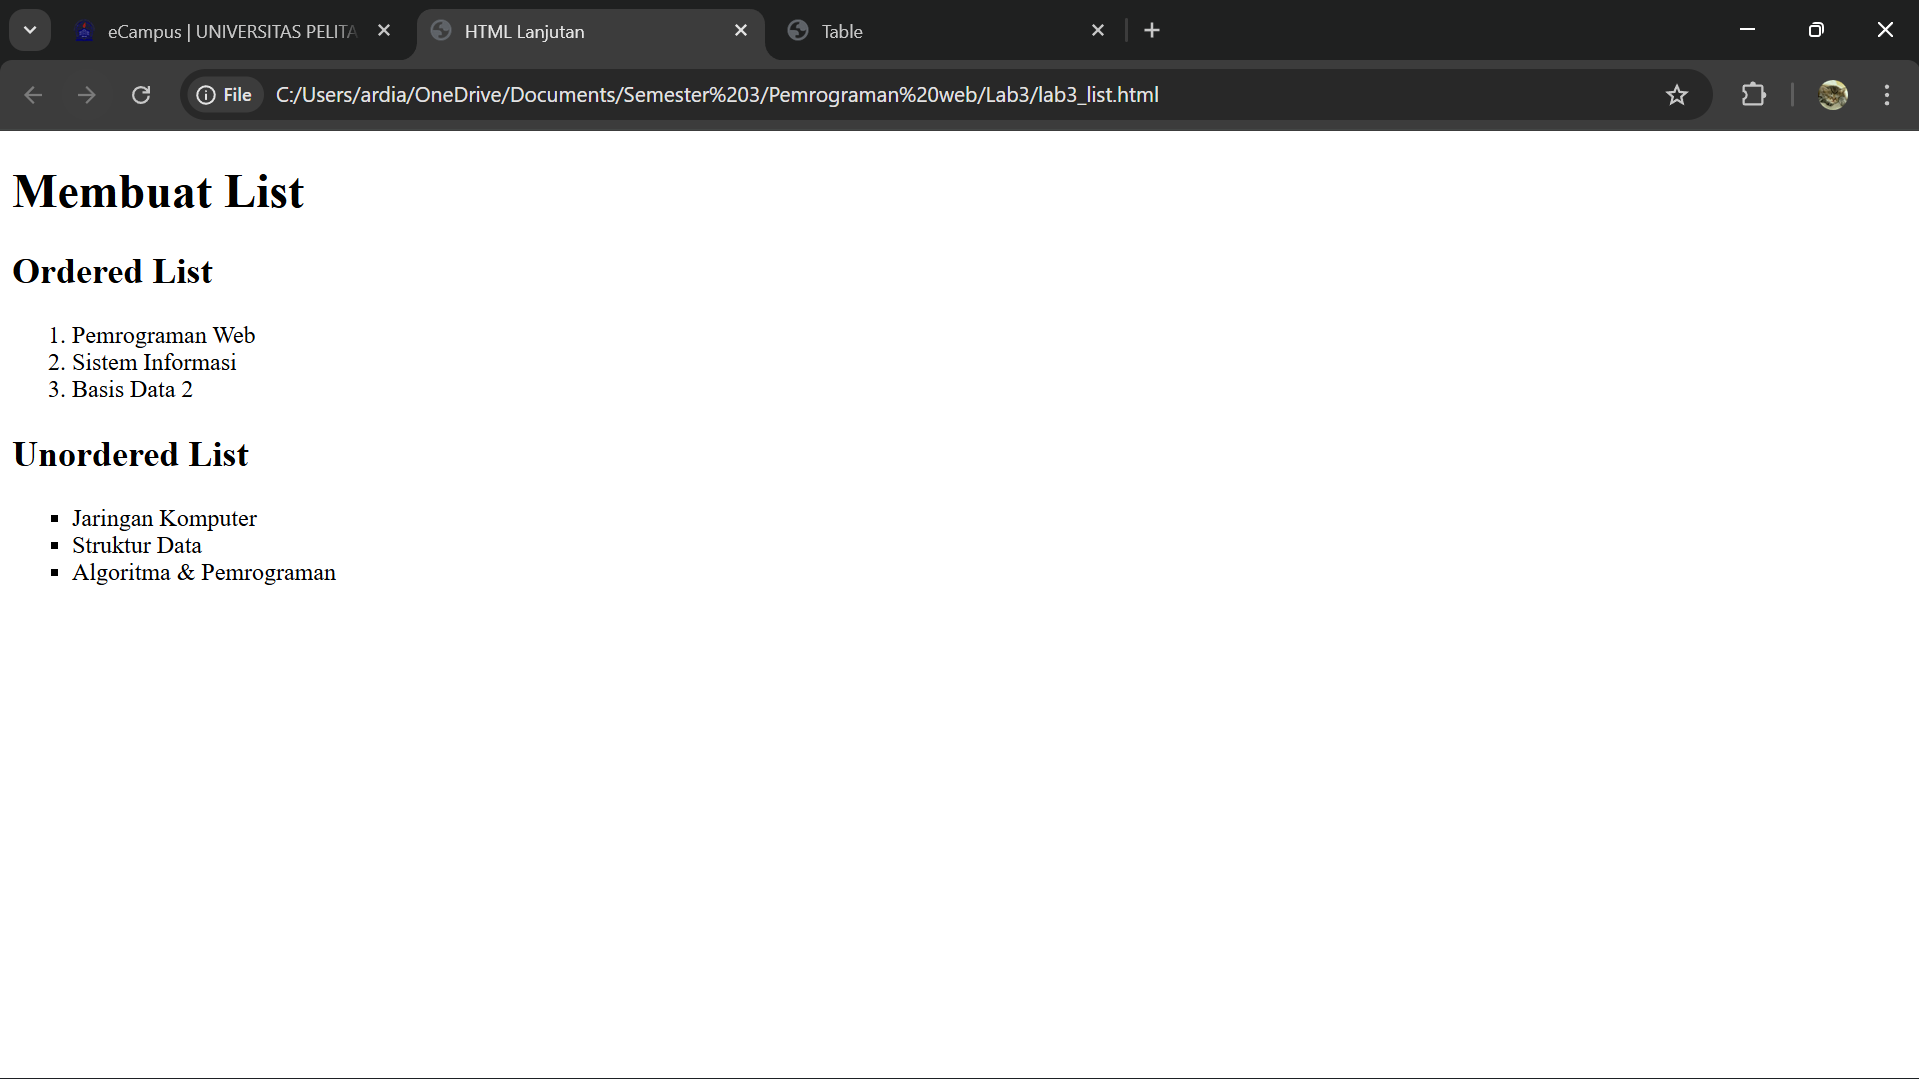 eCampus | UNIVERSITAS PELITA
HTML Lanjutan
Table
File
C:/Users/ardia/OneDrive/Documents/Semester%203/Pemrograman%20web/Lab3/lab3_list.html
Membuat List
Ordered List
1. Pemrograman Web
2. Sistem Informasi
3. Basis Data 2
Unordered List
▪ Jaringan Komputer
▪ Struktur Data
▪ Algoritma & Pemrograman